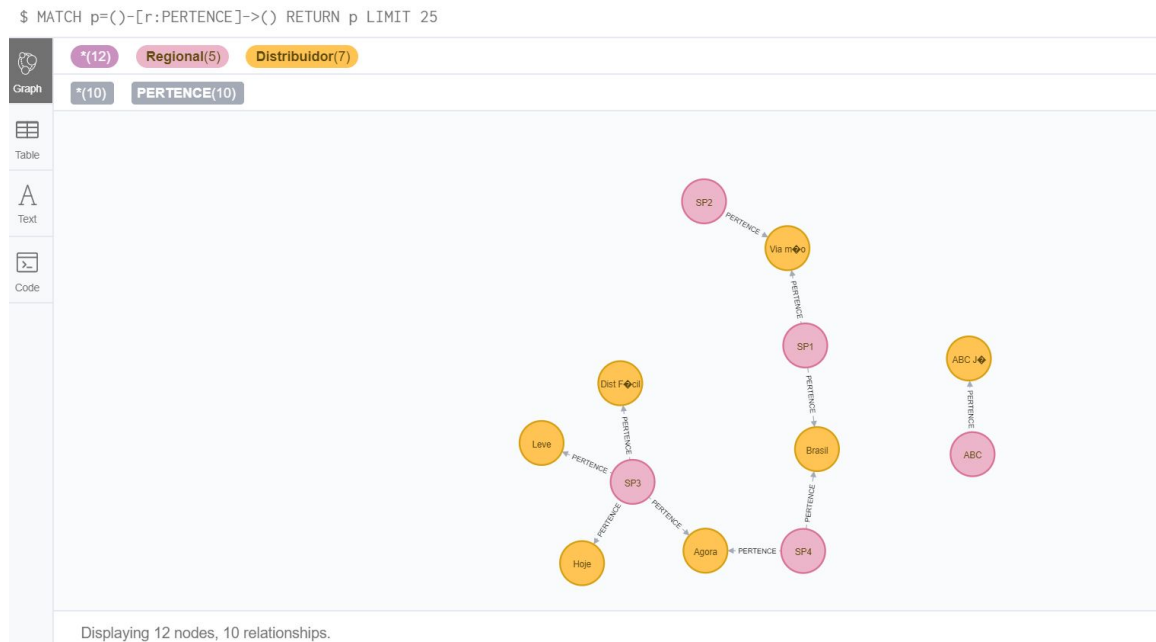 $ MATCH p=()-[r:PERTENCE]->() RETURN p LIMIT 25
*(12) Regional(5) Distribuidor(7)
Graph
*(10) PERTENCE(10)
Table
Text
Code
SP2
PERTENCE
Via m�o
PERTENCE
SP1
PERTENCE
ABC J�
PERTENCE
Dist F�cil
PERTENCE
Leve
PERTENCE
Brasil
ABC
SP3
PERTENCE
PERTENCE
PERTENCE
Hoje
Agora
PERTENCE
SP4
Displaying 12 nodes, 10 relationships.